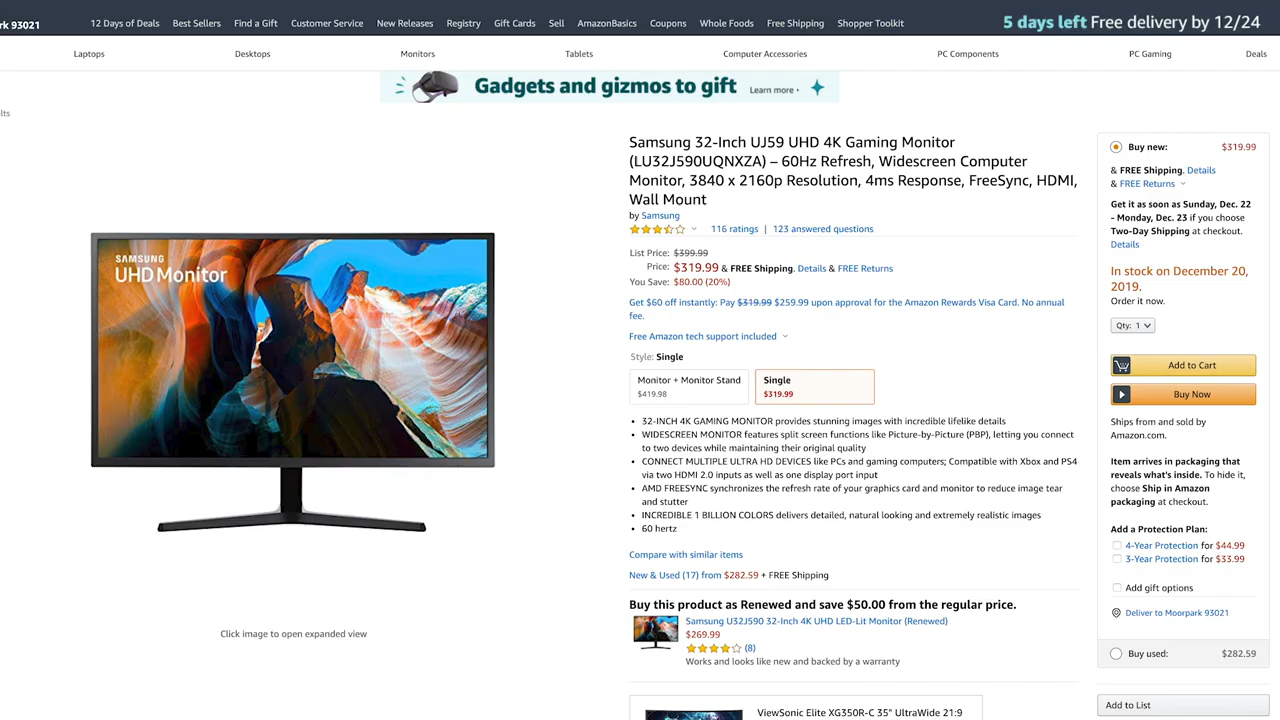 rk 93021
12 Days of Deals Best Sellers Find a Gift Customer Service New Releases Registry Gift Cards Sell AmazonBasics Coupons Whole Foods Free Shipping Shopper Toolkit
5 days left Free delivery by 12/24
Laptops Desktops Monitors Tablets Computer Accessories PC Components PC Gaming Deals
Gadgets and gizmos to gift Learn more ›
lts
SAMSUNG
UHD Monitor
Click image to open expanded view
Samsung 32-Inch UJ59 UHD 4K Gaming Monitor
(LU32J590UQNXZA) – 60Hz Refresh, Widescreen Computer
Monitor, 3840 x 2160p Resolution, 4ms Response, FreeSync, HDMI,
Wall Mount
by Samsung
116 ratings | 123 answered questions
List Price: $399.99
Price: $319.99 & FREE Shipping. Details & FREE Returns
You Save: $80.00 (20%)
Get $60 off instantly: Pay $319.99 $259.99 upon approval for the Amazon Rewards Visa Card. No annual
fee.
Free Amazon tech support included
Style: Single
Monitor + Monitor Stand
$419.98
Single
$319.99
• 32-INCH 4K GAMING MONITOR provides stunning images with incredible lifelike details
• WIDESCREEN MONITOR features split screen functions like Picture-by-Picture (PBP), letting you connect
to two devices while maintaining their original quality
• CONNECT MULTIPLE ULTRA HD DEVICES like PCs and gaming computers; Compatible with Xbox and PS4
via two HDMI 2.0 inputs as well as one display port input
• AMD FREESYNC synchronizes the refresh rate of your graphics card and monitor to reduce image tear
and stutter
• INCREDIBLE 1 BILLION COLORS delivers detailed, natural looking and extremely realistic images
• 60 hertz
Compare with similar items
New & Used (17) from $282.59 + FREE Shipping
Buy this product as Renewed and save $50.00 from the regular price.
Samsung U32J590 32-Inch 4K UHD LED-Lit Monitor (Renewed)
$269.99
(8)
Works and looks like new and backed by a warranty
ViewSonic Elite XG350R-C 35" UltraWide 21:9
Buy new: $319.99
& FREE Shipping. Details
& FREE Returns
Get it as soon as Sunday, Dec. 22
- Monday, Dec. 23 if you choose
Two-Day Shipping at checkout.
Details
In stock on December 20,
2019.
Order it now.
Qty: 1
Add to Cart
Buy Now
Ships from and sold by
Amazon.com.
Item arrives in packaging that
reveals what's inside. To hide it,
choose Ship in Amazon
packaging at checkout.
Add a Protection Plan:
4-Year Protection for $44.99
3-Year Protection for $33.99
Add gift options
Deliver to Moorpark 93021
Buy used: $282.59
Add to List